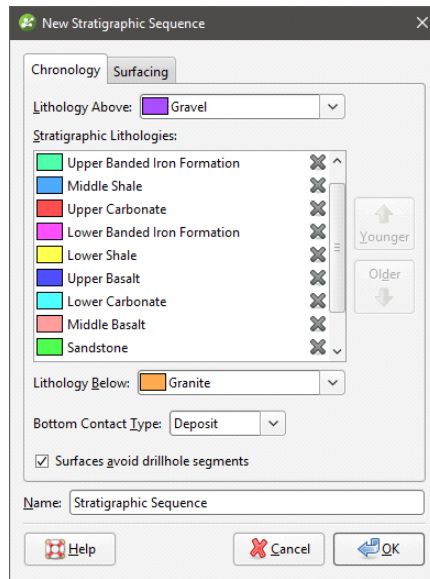 New Stratigraphic Sequence
Chronology Surfacing
Lithology Above: Gravel
Stratigraphic Lithologies:
Upper Banded Iron Formation
Middle Shale
Upper Carbonate
Lower Banded Iron Formation
Lower Shale
Upper Basalt
Lower Carbonate
Middle Basalt
Sandstone
Younger
Older
Lithology Below: Granite
Bottom Contact Type: Deposit
Surfaces avoid drillhole segments
Name: Stratigraphic Sequence
Help Cancel OK